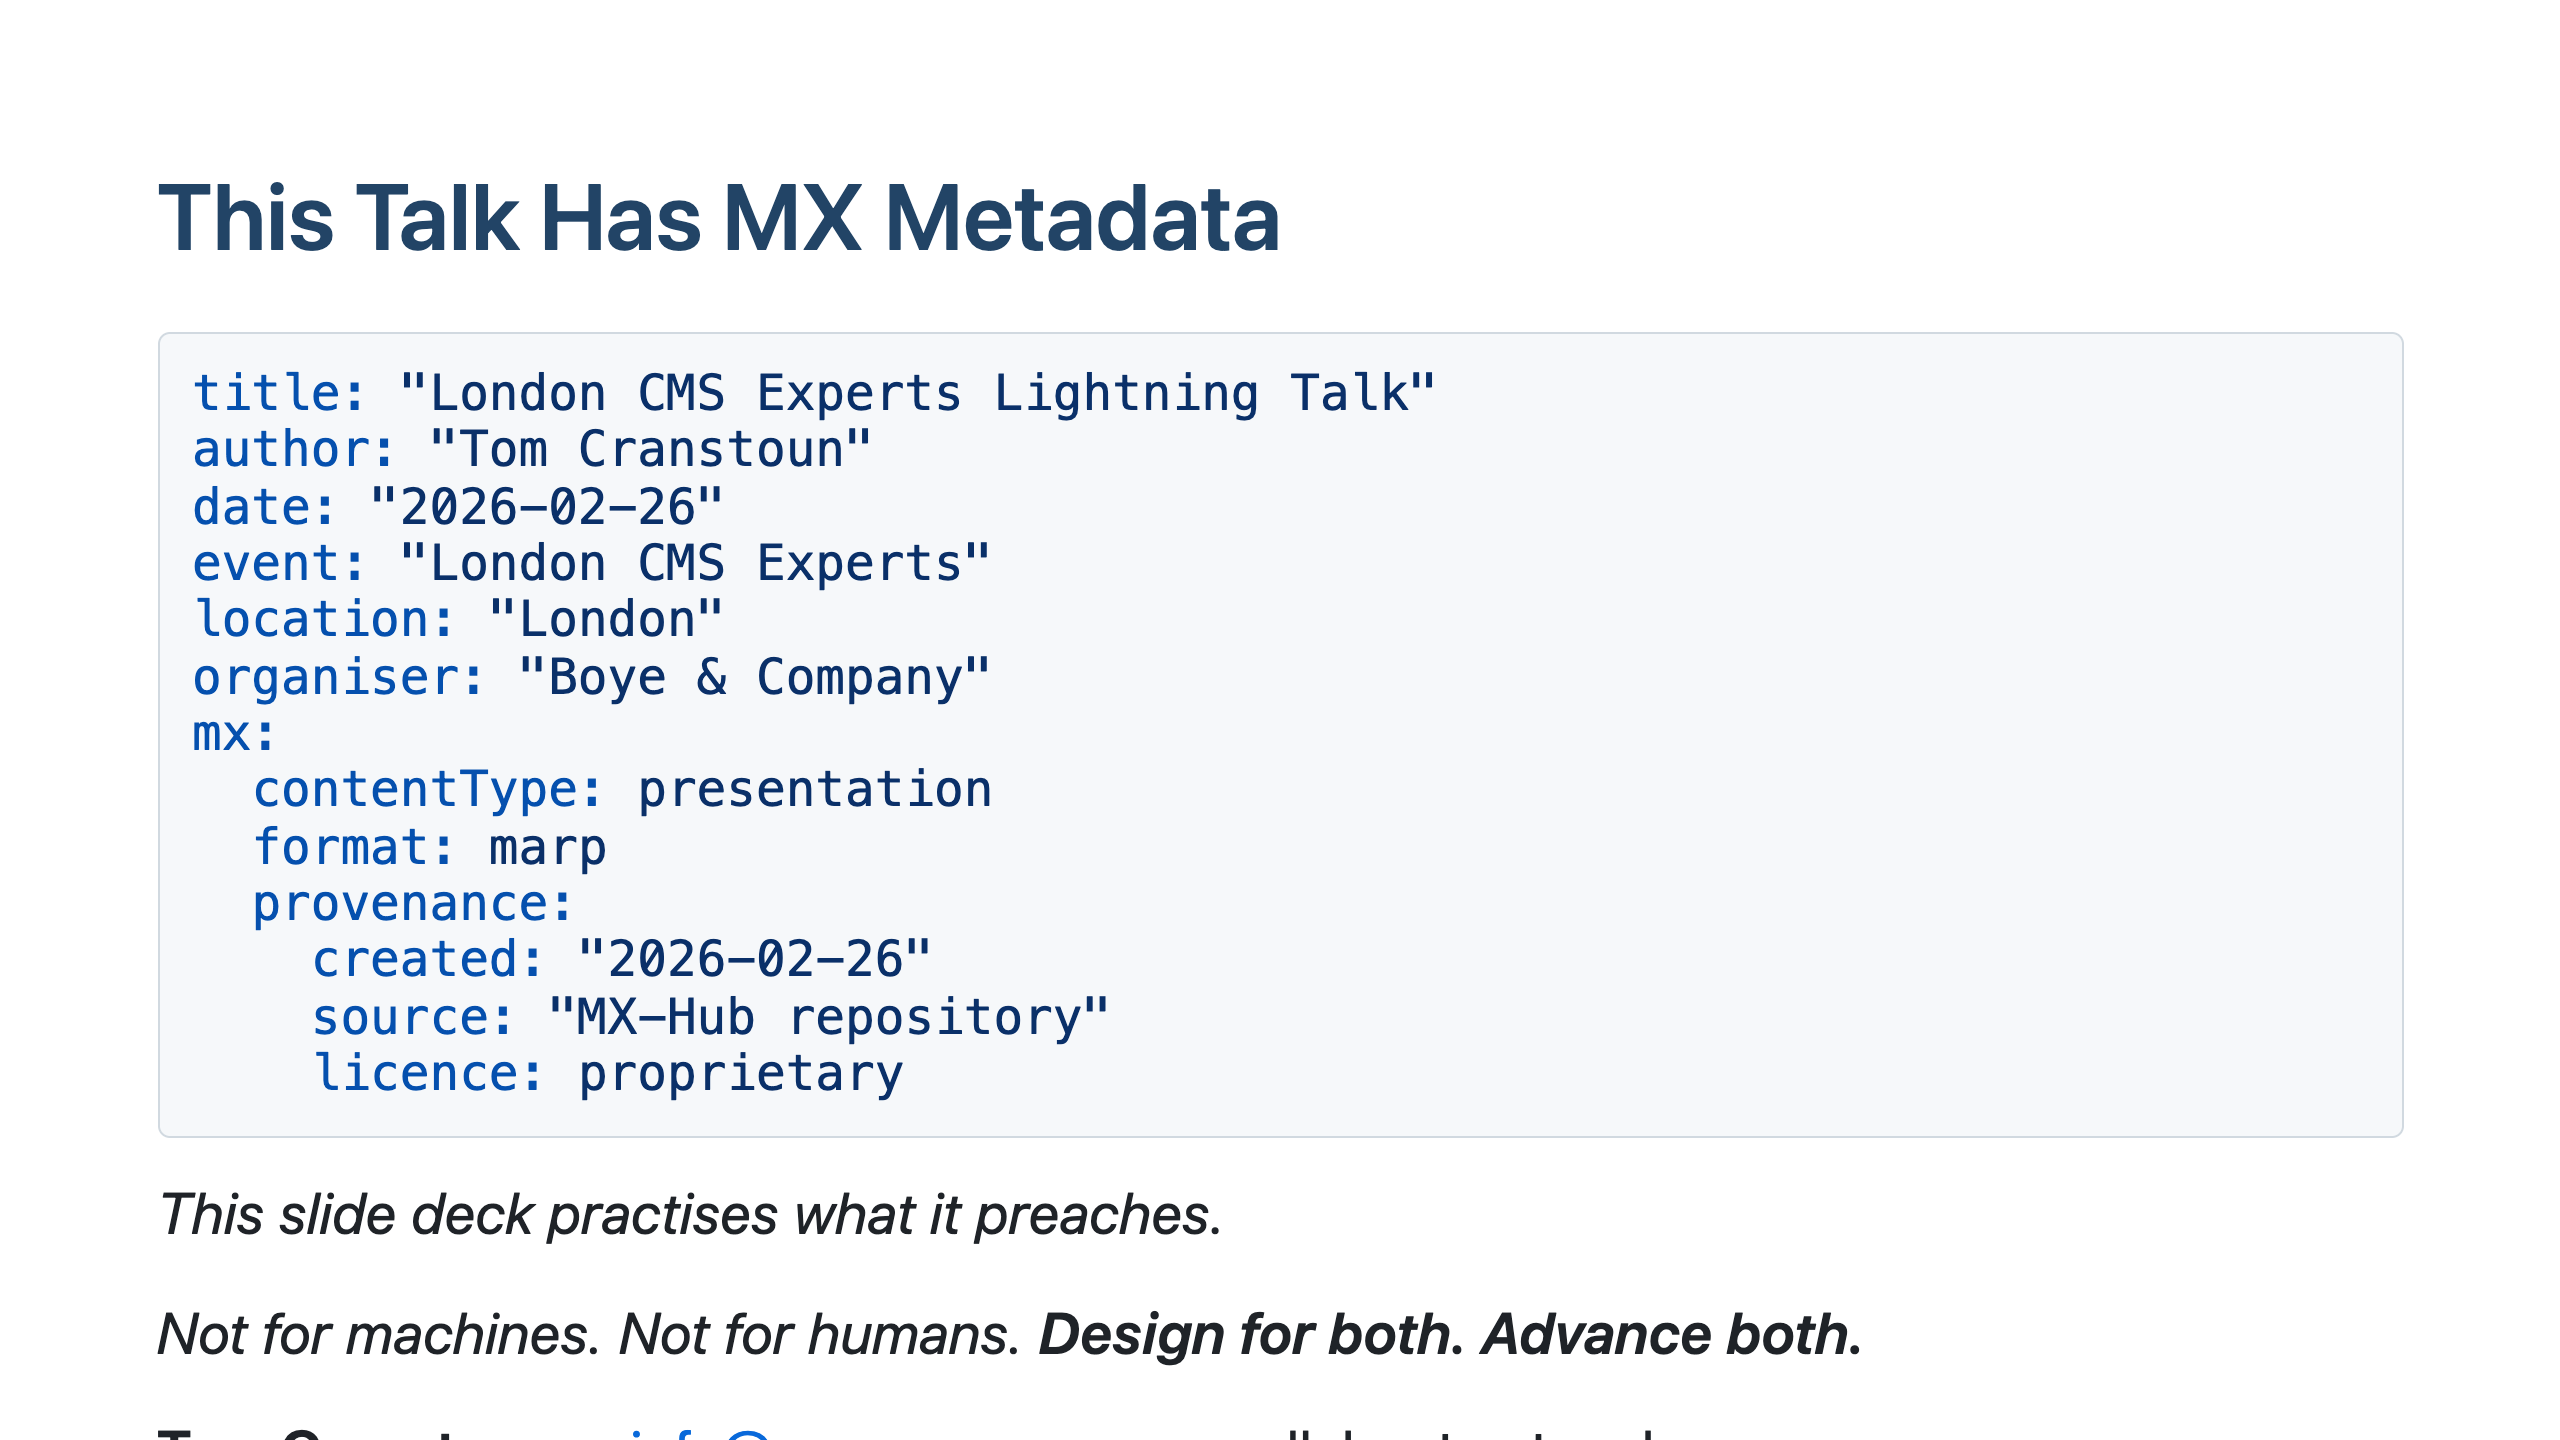 This Talk Has MX Metadata
title: "London CMS Experts Lightning Talk"
author: "Tom Cranstoun"
date: "2026-02-26"
event: "London CMS Experts"
location: "London"
organiser: "Boye & Company"
mx:
  contentType: presentation
  format: marp
  provenance:
    created: "2026-02-26"
    source: "MX-Hub repository"
    licence: proprietary
This slide deck practises what it preaches.
Not for machines. Not for humans. Design for both. Advance both.